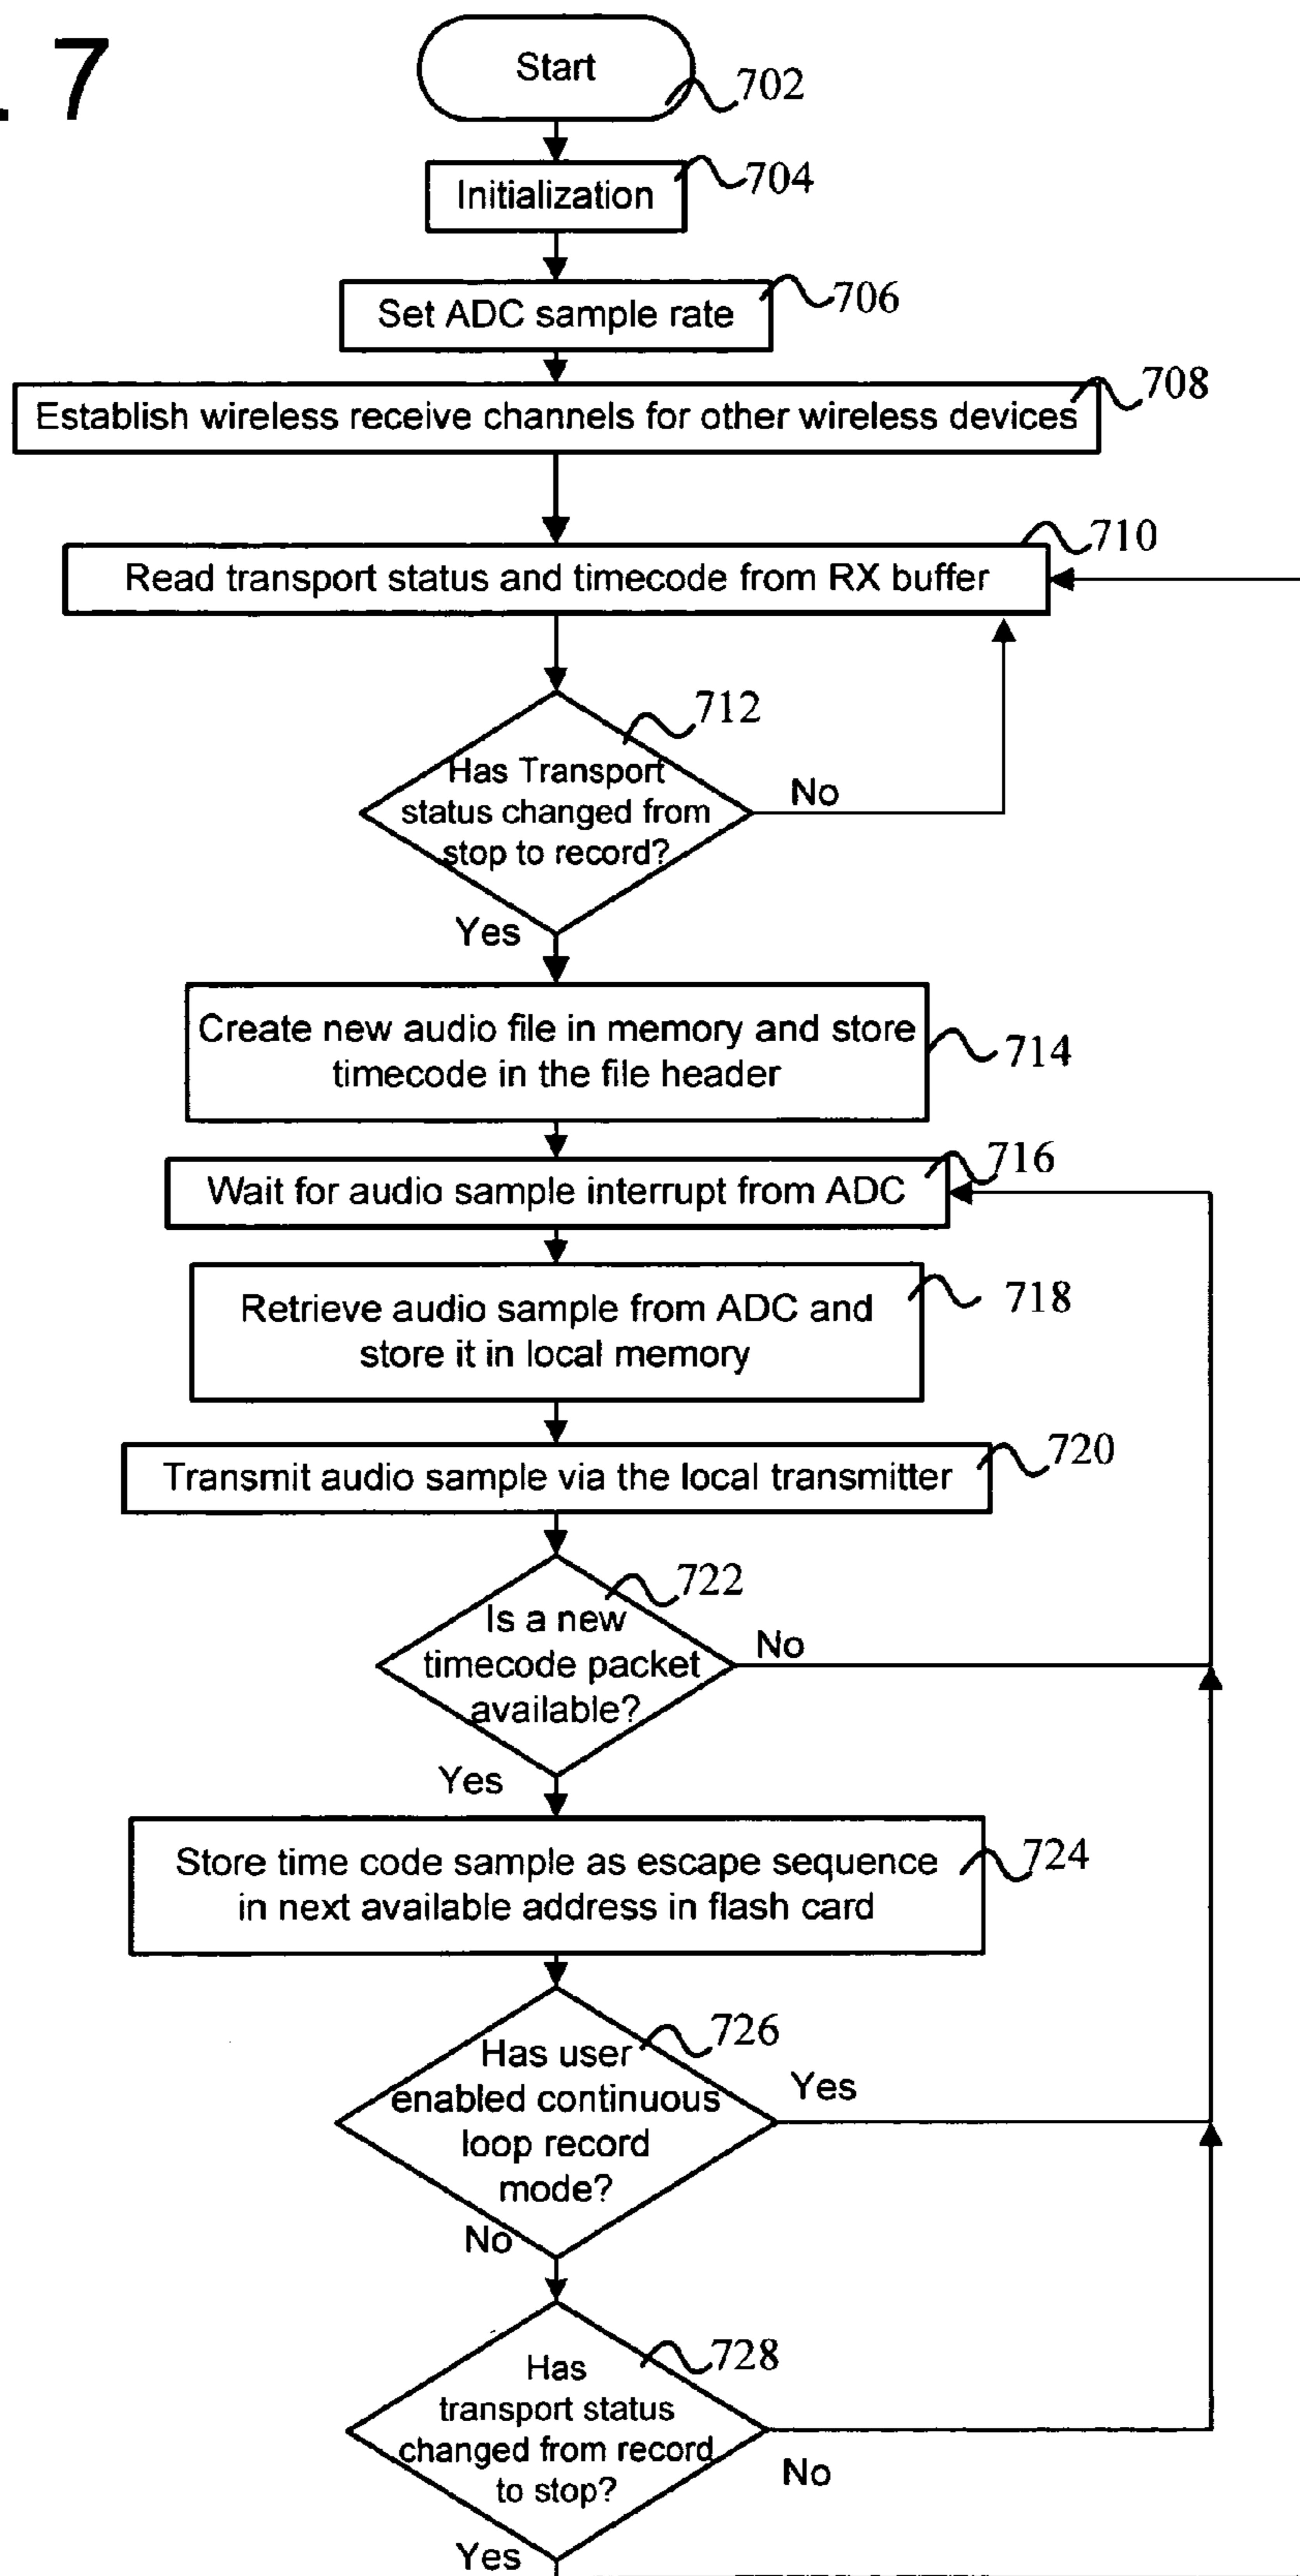 . 7
Start
702
Initialization
704
Set ADC sample rate
706
Establish wireless receive channels for other wireless devices
708
Read transport status and timecode from RX buffer
710
712
Has Transport
status changed from
stop to record?
No
Yes
Create new audio file in memory and store
timecode in the file header
714
Wait for audio sample interrupt from ADC
716
Retrieve audio sample from ADC and
store it in local memory
718
Transmit audio sample via the local transmitter
720
722
Is a new
timecode packet
available?
No
Yes
Store time code sample as escape sequence
in next available address in flash card
724
726
Has user
enabled continuous
loop record
mode?
Yes
No
728
Has
transport status
changed from record
to stop?
No
Yes